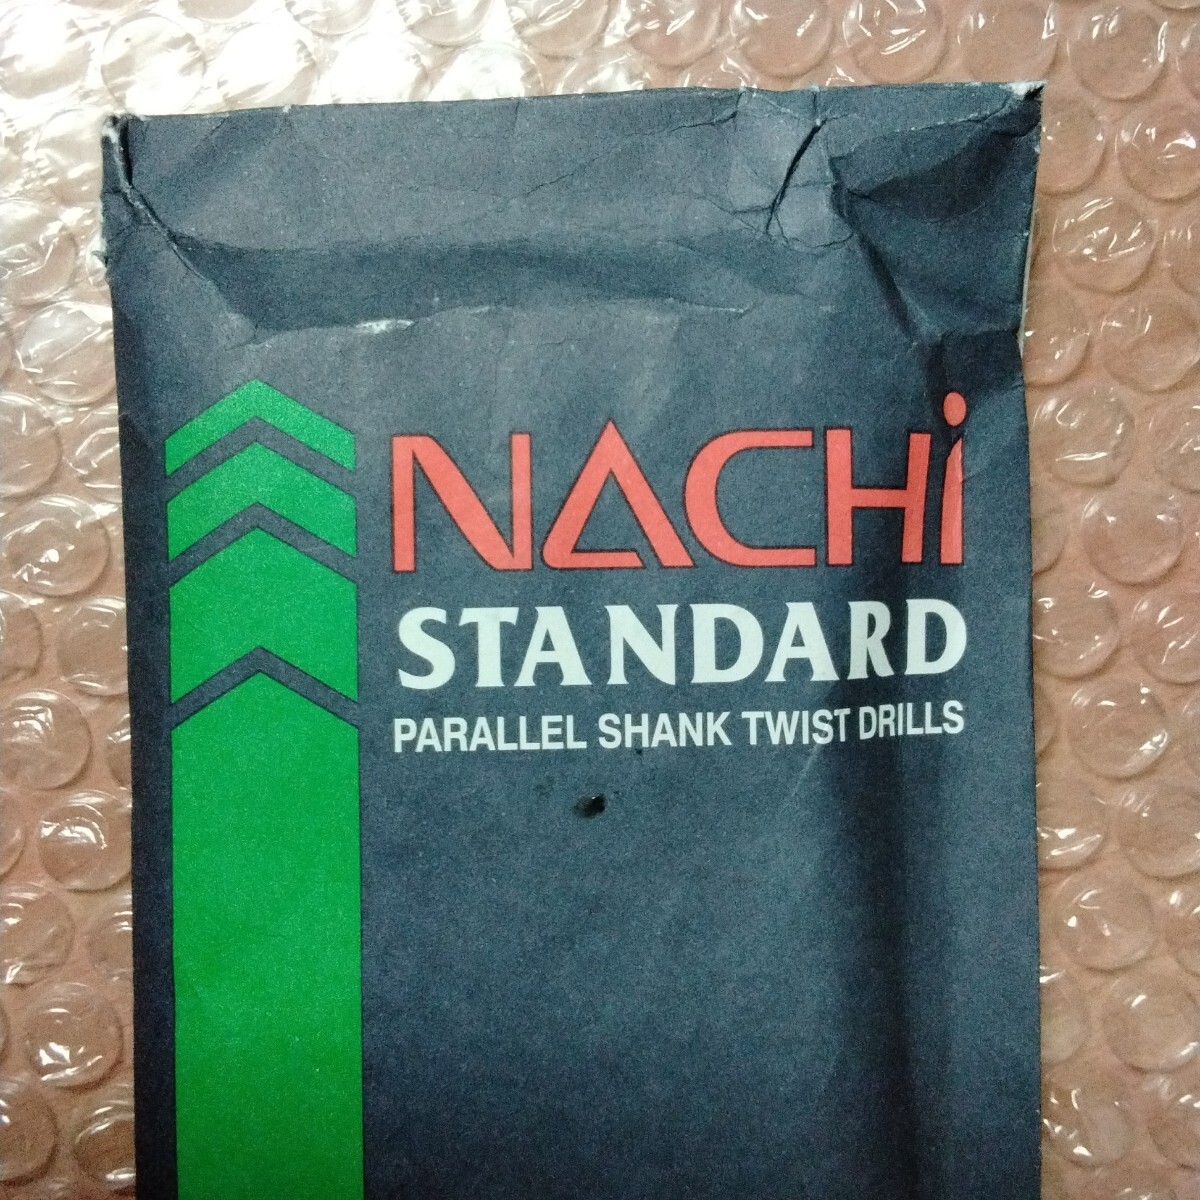 NACHi
STANDARD
PARALLEL SHANK TWIST DRILLS